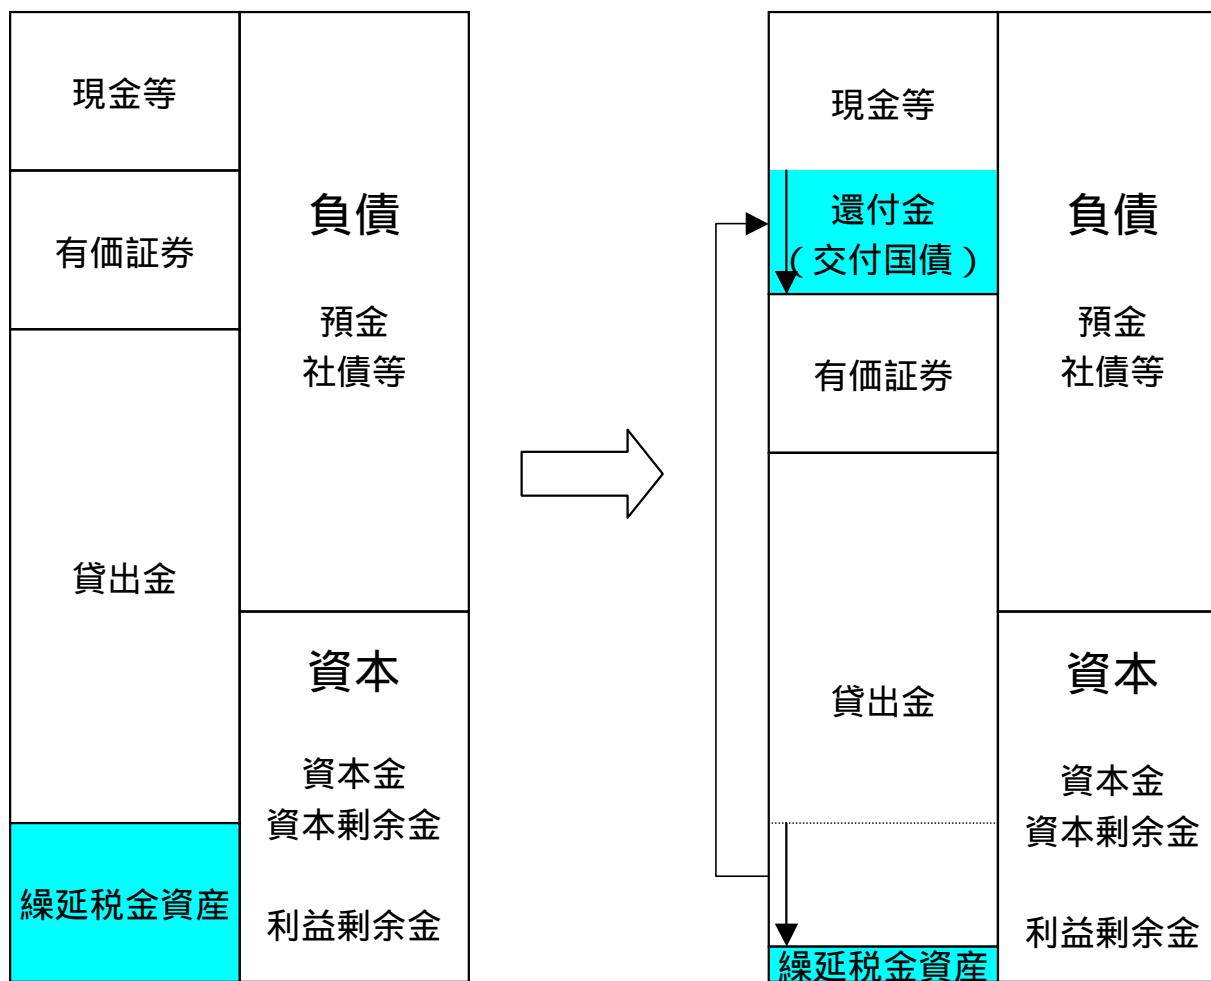 現金等
有価証券
貸出金
繰延税金資産
負債
預金
社債等
資本
資本金
資本剰余金
利益剰余金
現金等
還付金
（交付国債）
有価証券
貸出金
繰延税金資産
負債
預金
社債等
資本
資本金
資本剰余金
利益剰余金